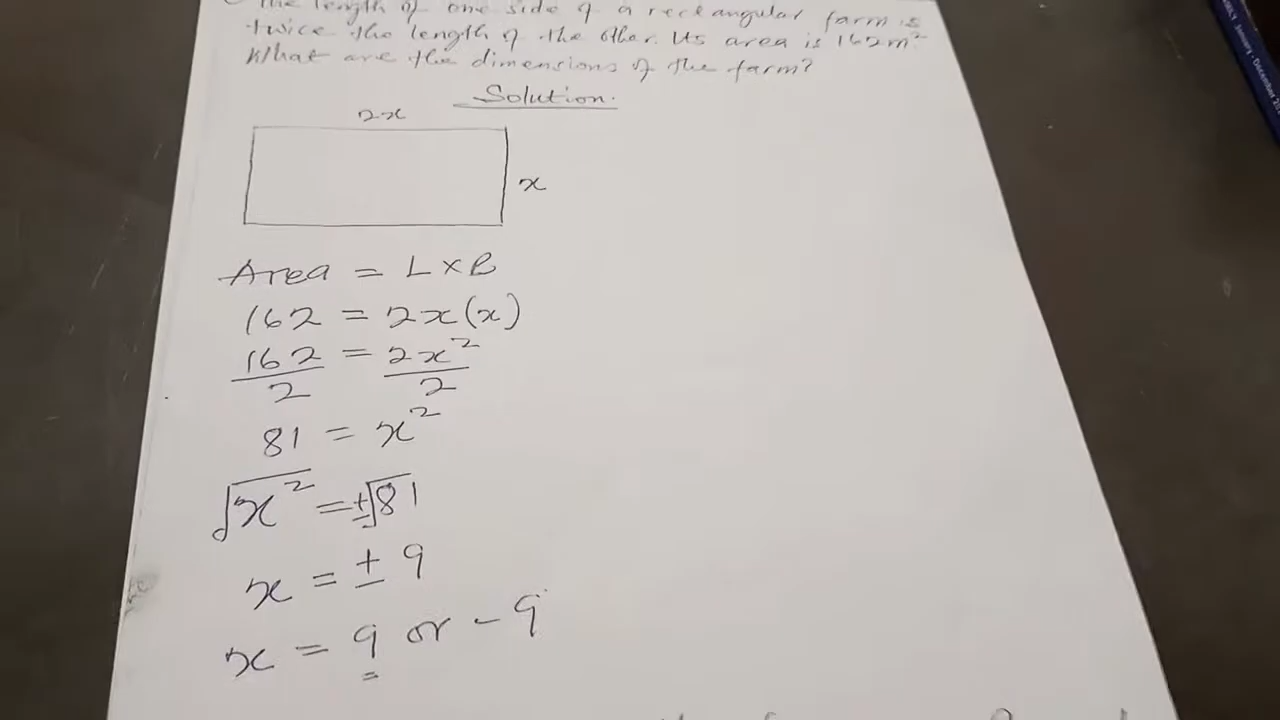 The length of one side of a rectangular farm is
twice the length of the other. Its area is 162m²
What are the dimensions of the farm?
Solution.
2x
x
Area = L x B
162 = 2x(x)
162/2 = 2x²/2
81 = x²
√x² = ±√81
x = ± 9
x = 9 or - 9